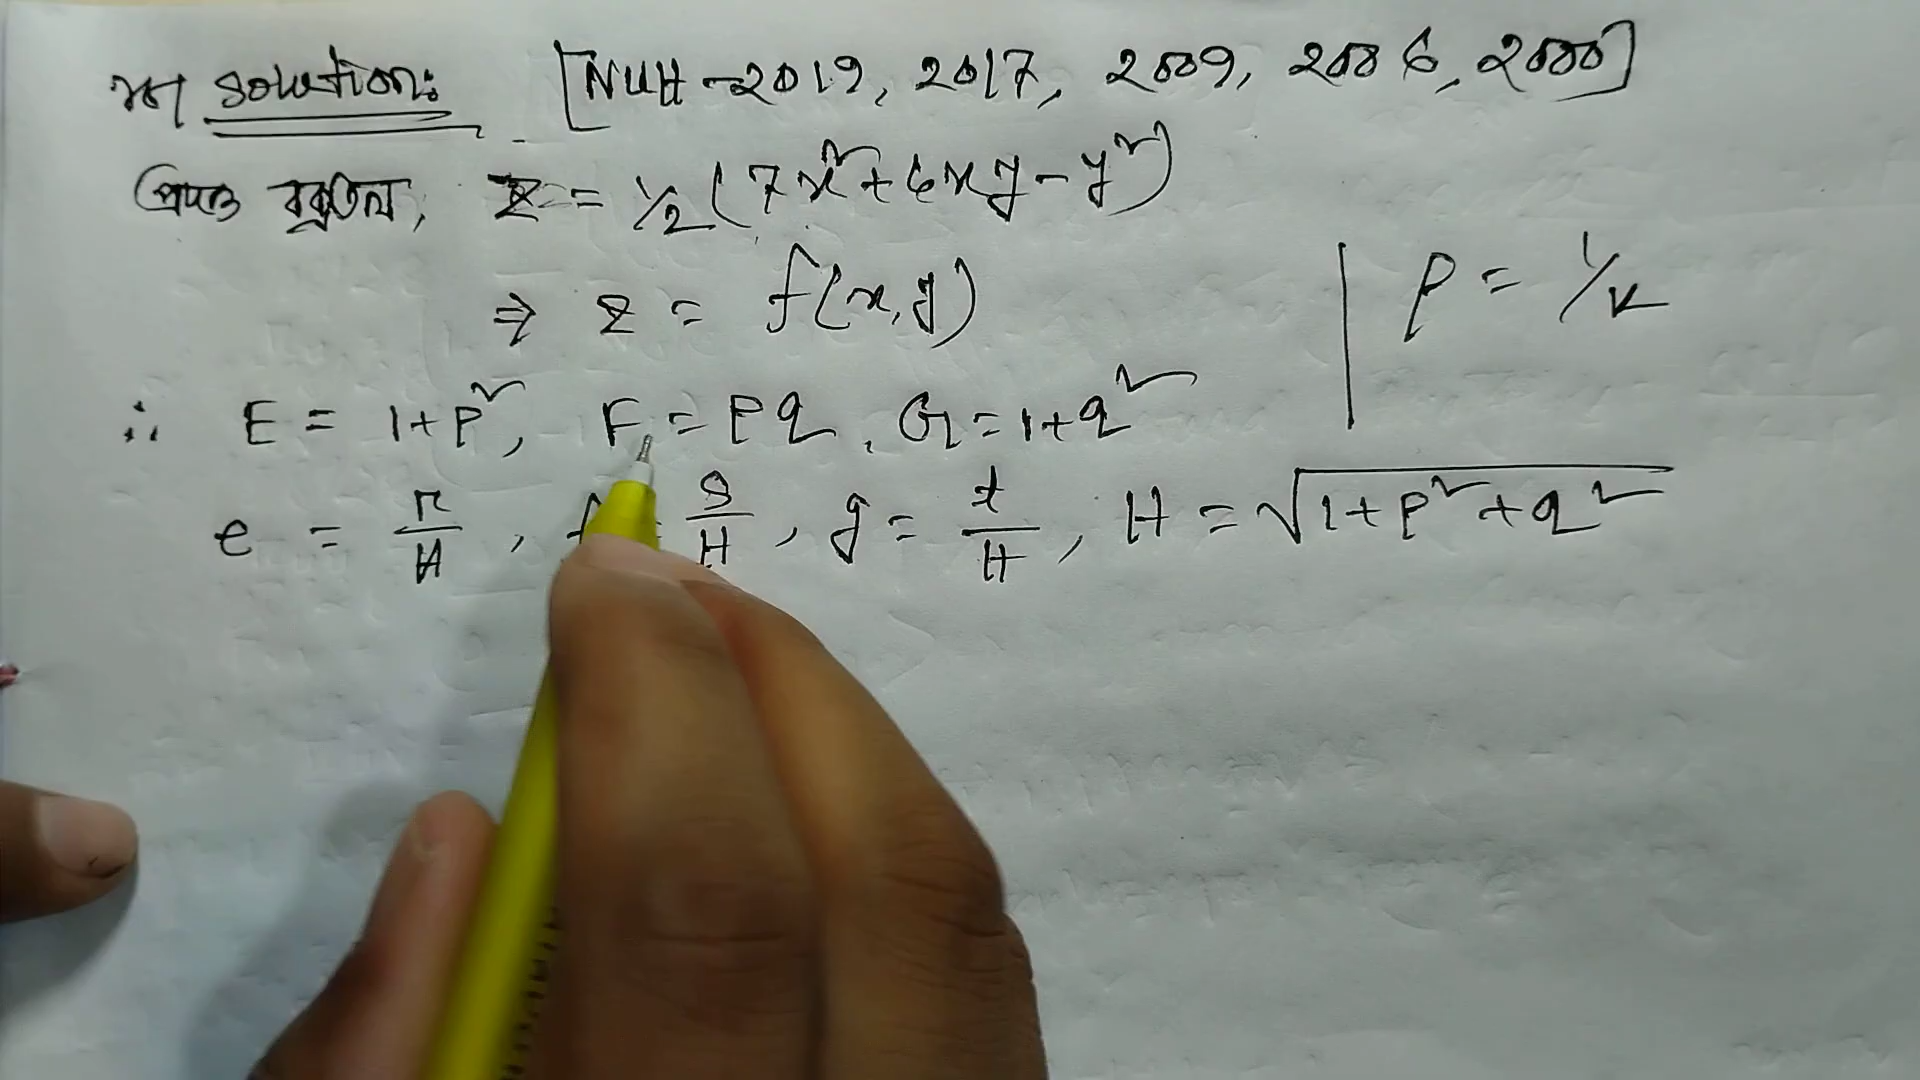 solution: [NUH-2019, 2017, 2009, 2006, 2000]
প্রদত্ত বক্রতল, z = 1/2 (7x²+6xy-y²)
⇒ z = f(x,y)
ρ = 1/K
∴ E = 1+p², F = pq, G = 1+q²
e = r/H, f = s/H, g = t/H, H = √(1+p²+q²)